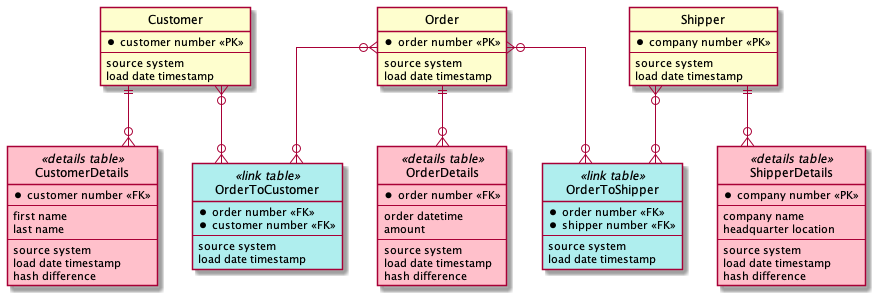 Customer
● customer number «PK»
source system
load date timestamp
Order
● order number «PK»
source system
load date timestamp
Shipper
● company number «PK»
source system
load date timestamp
«details table»
CustomerDetails
● customer number «FK»
first name
last name
source system
load date timestamp
hash difference
«link table»
OrderToCustomer
● order number «FK»
● customer number «FK»
source system
load date timestamp
«details table»
OrderDetails
● order number «FK»
order datetime
amount
source system
load date timestamp
hash difference
«link table»
OrderToShipper
● order number «FK»
● shipper number «FK»
source system
load date timestamp
«details table»
ShipperDetails
● company number «PK»
company name
headquarter location
source system
load date timestamp
hash difference